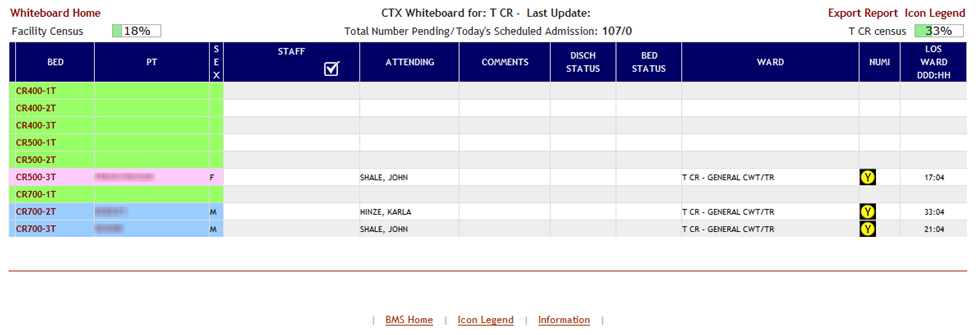 Whiteboard Home CTX Whiteboard for: T CR - Last Update: Export Report Icon Legend
Facility Census 18% Total Number Pending/Today's Scheduled Admission: 107/0 T CR census 33%
BED PT SEX STAFF ATTENDING COMMENTS DISCH STATUS BED STATUS WARD NUMI LOS WARD DDD:HH
CR400-1T
CR400-2T
CR400-3T
CR500-1T
CR500-2T
CR500-3T F SHALE, JOHN T CR - GENERAL CWT/TR Y 17:04
CR700-1T
CR700-2T M HINZE, KARLA T CR - GENERAL CWT/TR Y 33:04
CR700-3T M SHALE, JOHN T CR - GENERAL CWT/TR Y 21:04
| BMS Home | Icon Legend | Information |